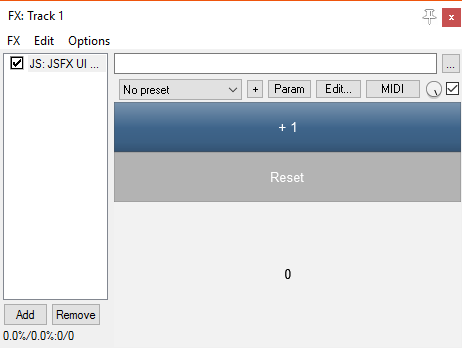 FX: Track 1
FX Edit Options
JS: JSFX UI ...
...
No preset + Param Edit... MIDI
+ 1
Reset
0
Add Remove
0.0%/0.0%:0/0